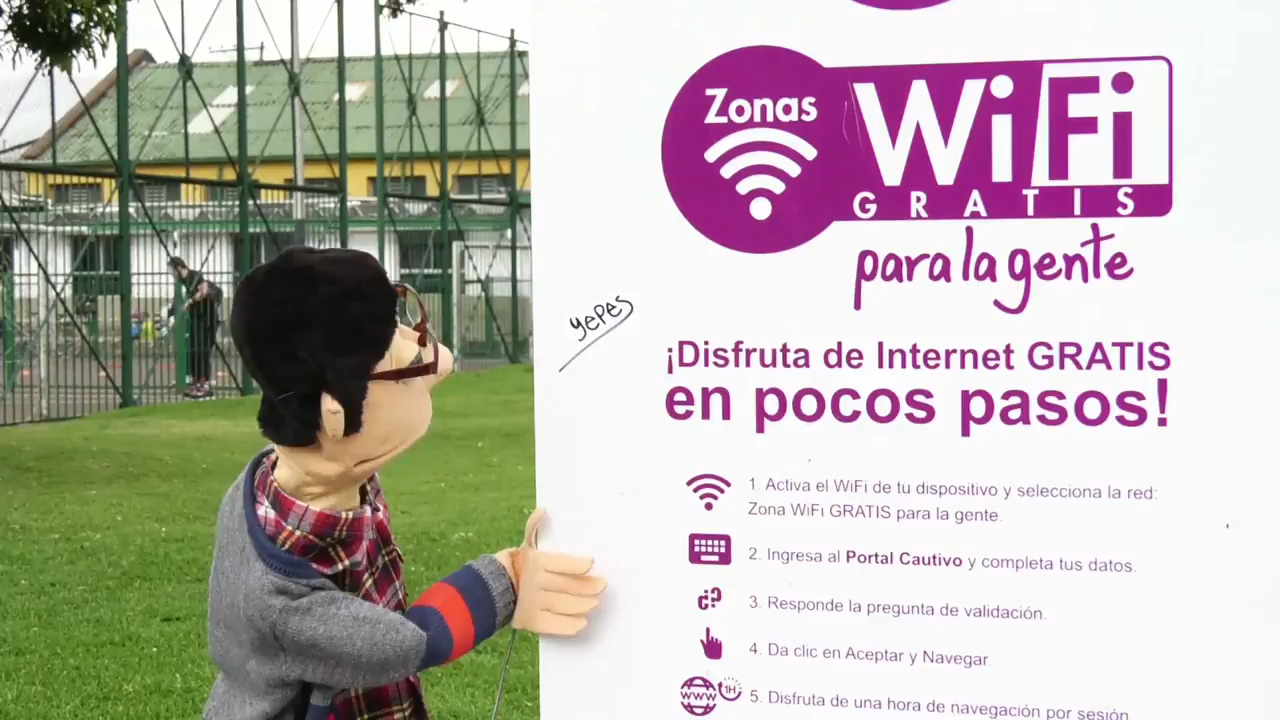 Zonas
WiFi
GRATIS
para la gente
yepes
¡Disfruta de Internet GRATIS
en pocos pasos!
1. Activa el WiFi de tu dispositivo y selecciona la red:
Zona WiFi GRATIS para la gente.
2. Ingresa al Portal Cautivo y completa tus datos.
¿?
3. Responde la pregunta de validación.
4. Da clic en Aceptar y Navegar.
www
1H
5. Disfruta de una hora de navegación por sesión